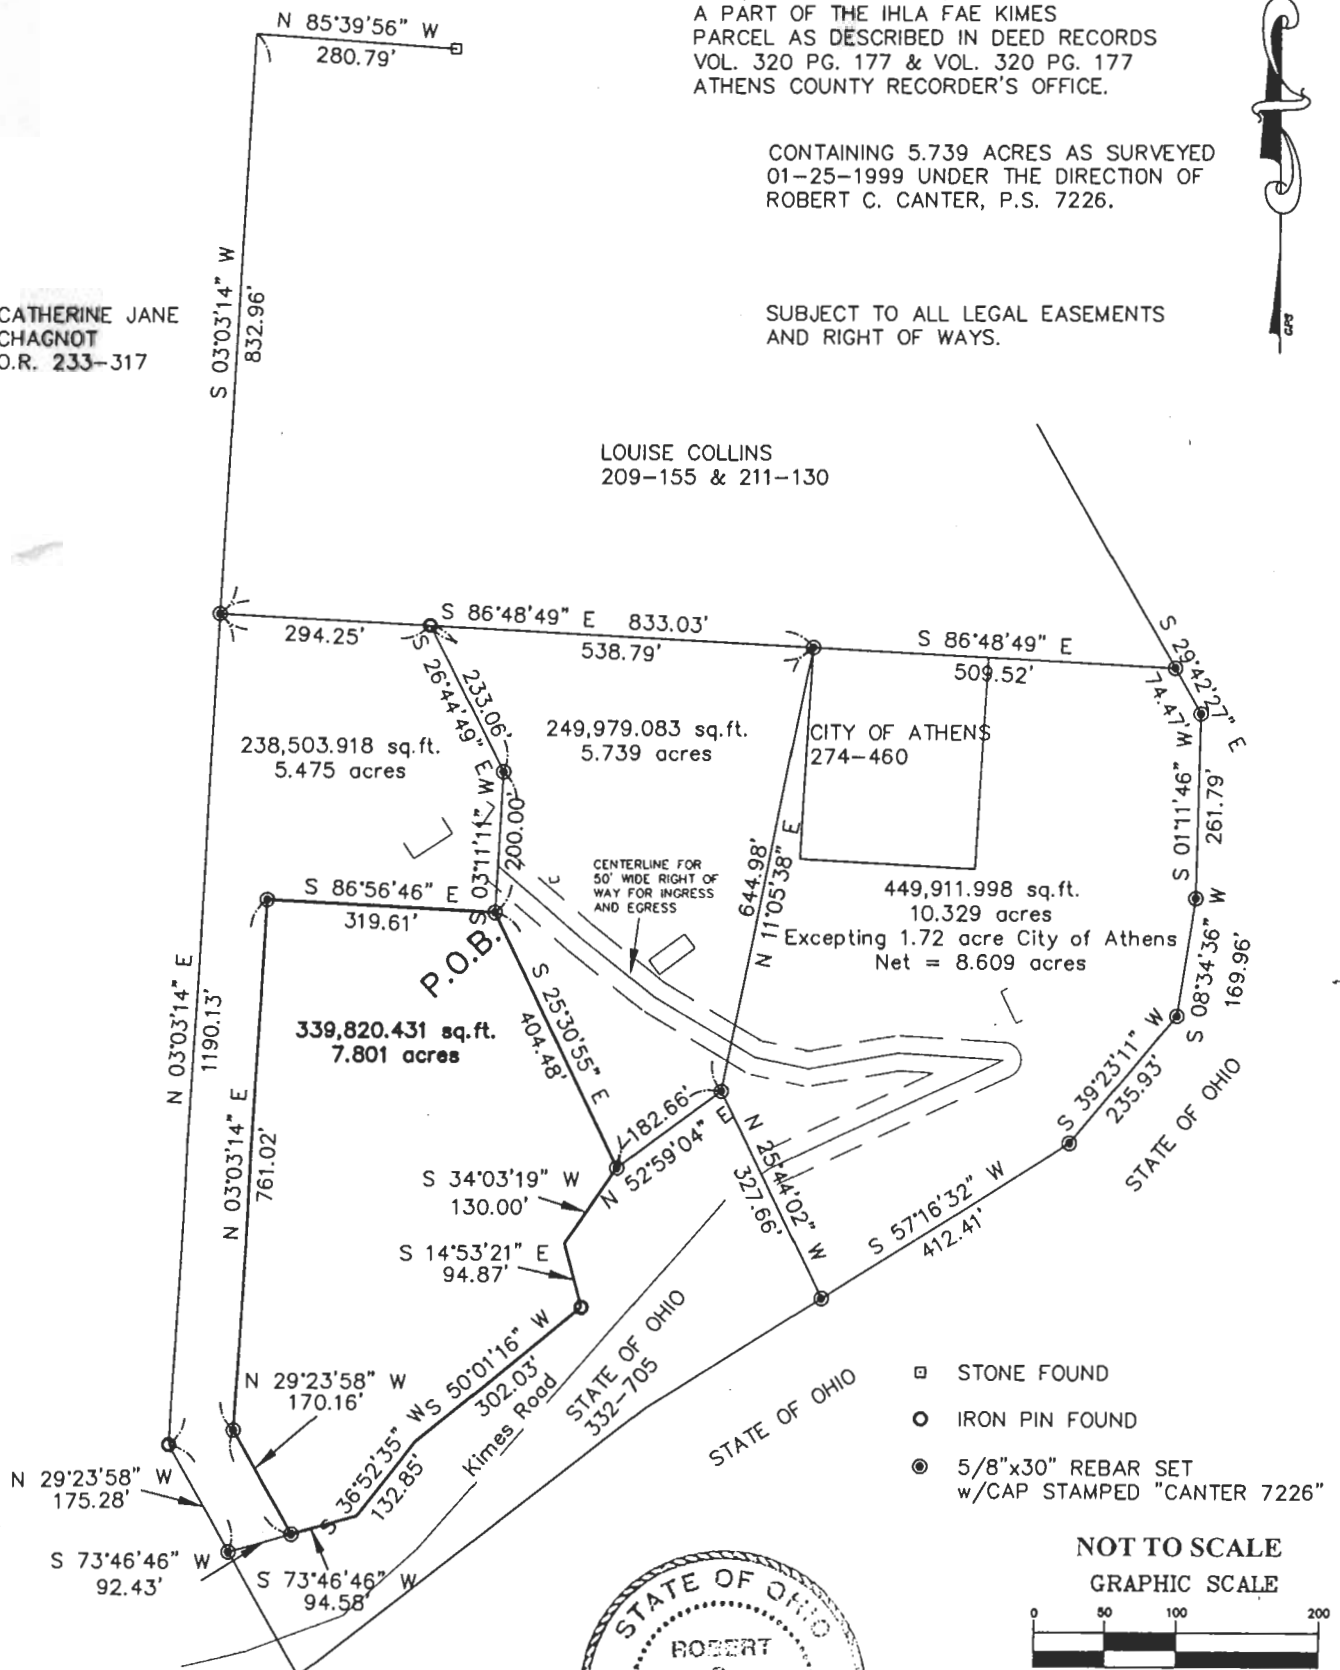 N 85°39'56" W
280.79'
A PART OF THE IHLA FAE KIMES
PARCEL AS DESCRIBED IN DEED RECORDS
VOL. 320 PG. 177 & VOL. 320 PG. 177
ATHENS COUNTY RECORDER'S OFFICE.
CONTAINING 5.739 ACRES AS SURVEYED
01-25-1999 UNDER THE DIRECTION OF
ROBERT C. CANTER, P.S. 7226.
S 03°03'14" W
832.96'
CATHERINE JANE
CHAGNOT
O.R. 233-317
SUBJECT TO ALL LEGAL EASEMENTS
AND RIGHT OF WAYS.
GPS
LOUISE COLLINS
209-155 & 211-130
S 86°48'49" E 833.03'
294.25'
538.79'
S 86°48'49" E
509.52'
S 29°42'27" E
74.47'
S 26°44'49" E
233.06'
238,503.918 sq.ft.
5.475 acres
249,979.083 sq.ft.
5.739 acres
CITY OF ATHENS
274-460
S 01°11'46" W
261.79'
S 03°11'11" W
200.00'
CENTERLINE FOR
50' WIDE RIGHT OF
WAY FOR INGRESS
AND EGRESS
644.98'
N 11°05'38" E
S 86°56'46" E
319.61'
449,911.998 sq.ft.
10.329 acres
Excepting 1.72 acre City of Athens
Net = 8.609 acres
P.O.B.
S 08°34'36" W
169.96'
N 03°03'14" E
1190.13'
339,820.431 sq.ft.
7.801 acres
S 25°30'55" E
404.48'
S 39°23'11" W
235.93'
STATE OF OHIO
N 03°03'14" E
761.02'
182.66'
N 52°59'04" E
N 25°44'02" W
327.66'
S 34°03'19" W
130.00'
S 57°16'32" W
412.41'
S 14°53'21" E
94.87'
S 50°01'16" W
302.03'
Kimes Road
STATE OF OHIO
332-705
STATE OF OHIO
N 29°23'58" W
170.16'
S 36°52'35" W
132.85'
N 29°23'58" W
175.28'
S 73°46'46" W
92.43'
S 73°46'46" W
94.58'
STONE FOUND
IRON PIN FOUND
5/8"x30" REBAR SET
w/CAP STAMPED "CANTER 7226"
NOT TO SCALE
GRAPHIC SCALE
0 50 100 200
STATE OF OHIO
ROBERT